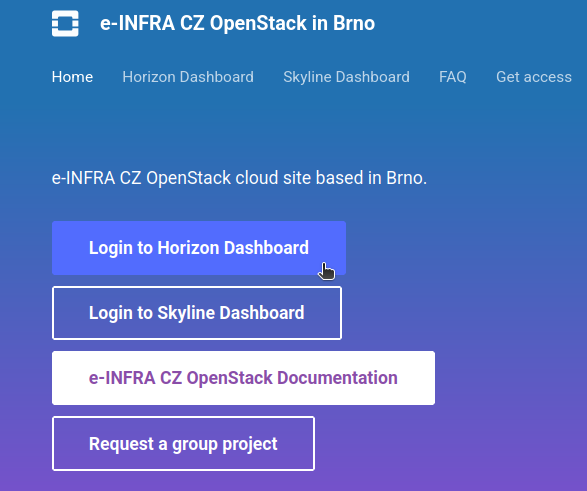 e-INFRA CZ OpenStack in Brno
Home Horizon Dashboard Skyline Dashboard FAQ Get access
e-INFRA CZ OpenStack cloud site based in Brno.
Login to Horizon Dashboard
Login to Skyline Dashboard
e-INFRA CZ OpenStack Documentation
Request a group project